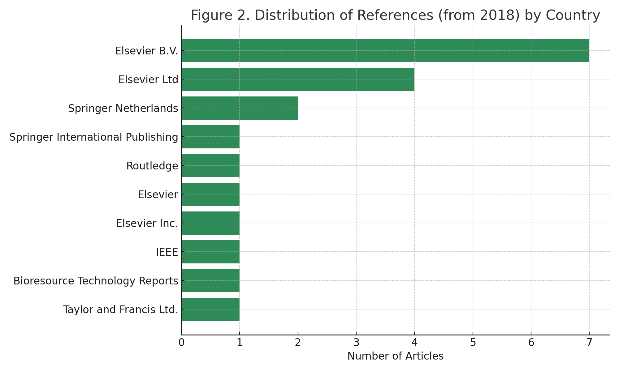 Figure 2. Distribution of References (from 2018) by Country
Elsevier B.V.
Elsevier Ltd
Springer Netherlands
Springer International Publishing
Routledge
Elsevier
Elsevier Inc.
IEEE
Bioresource Technology Reports
Taylor and Francis Ltd.
0 1 2 3 4 5 6 7
Number of Articles